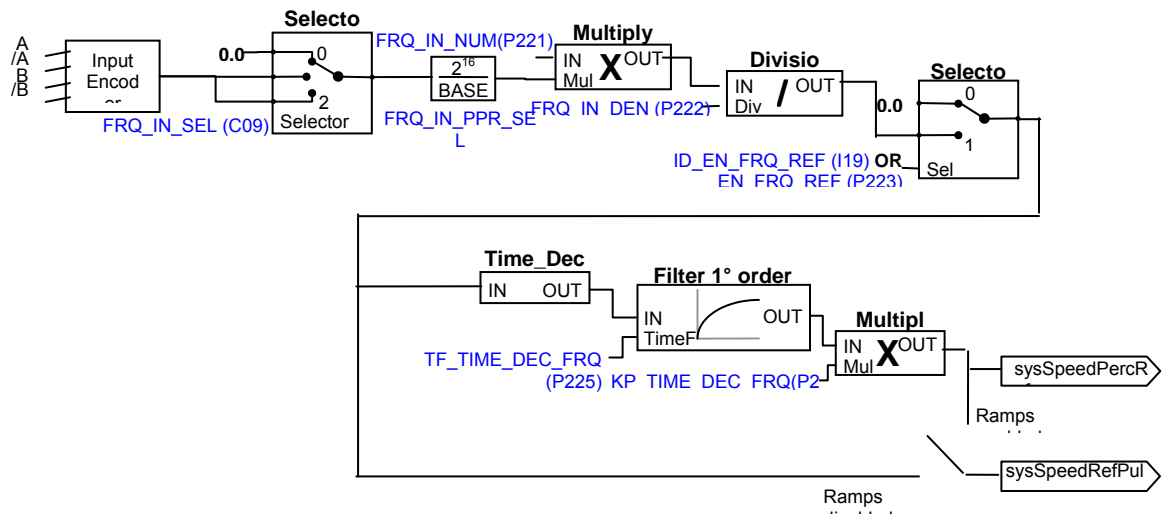 A
/A
B
/B
Input
Encod
Selecto
0.0
0
2
Selector
FRQ_IN_SEL (C09)
2^16
BASE
FRQ_IN_PPR_SE
L
FRQ_IN_NUM(P221)
Multiply
IN OUT
Mul X
FRQ IN DEN (P222)
Divisio
IN OUT
Div /
Selecto
0.0
0
1
Sel
ID_EN_FRQ_REF (I19) OR
EN FRQ REF (P223)
Time_Dec
IN OUT
Filter 1° order
IN
OUT
TimeF
TF_TIME_DEC_FRQ
(P225) KP TIME DEC FRQ(P2
Multipl
IN OUT
Mul X
sysSpeedPercR
Ramps
sysSpeedRefPul
Ramps